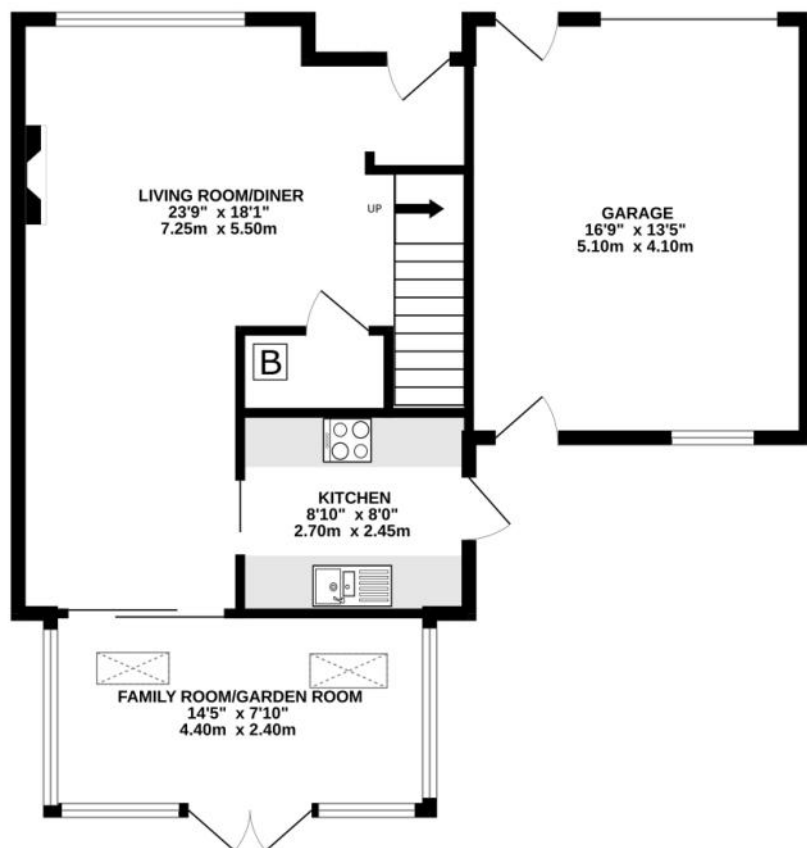 LIVING ROOM/DINER
23'9" x 18'1"
7.25m x 5.50m
UP
GARAGE
16'9" x 13'5"
5.10m x 4.10m
B
KITCHEN
8'10" x 8'0"
2.70m x 2.45m
FAMILY ROOM/GARDEN ROOM
14'5" x 7'10"
4.40m x 2.40m